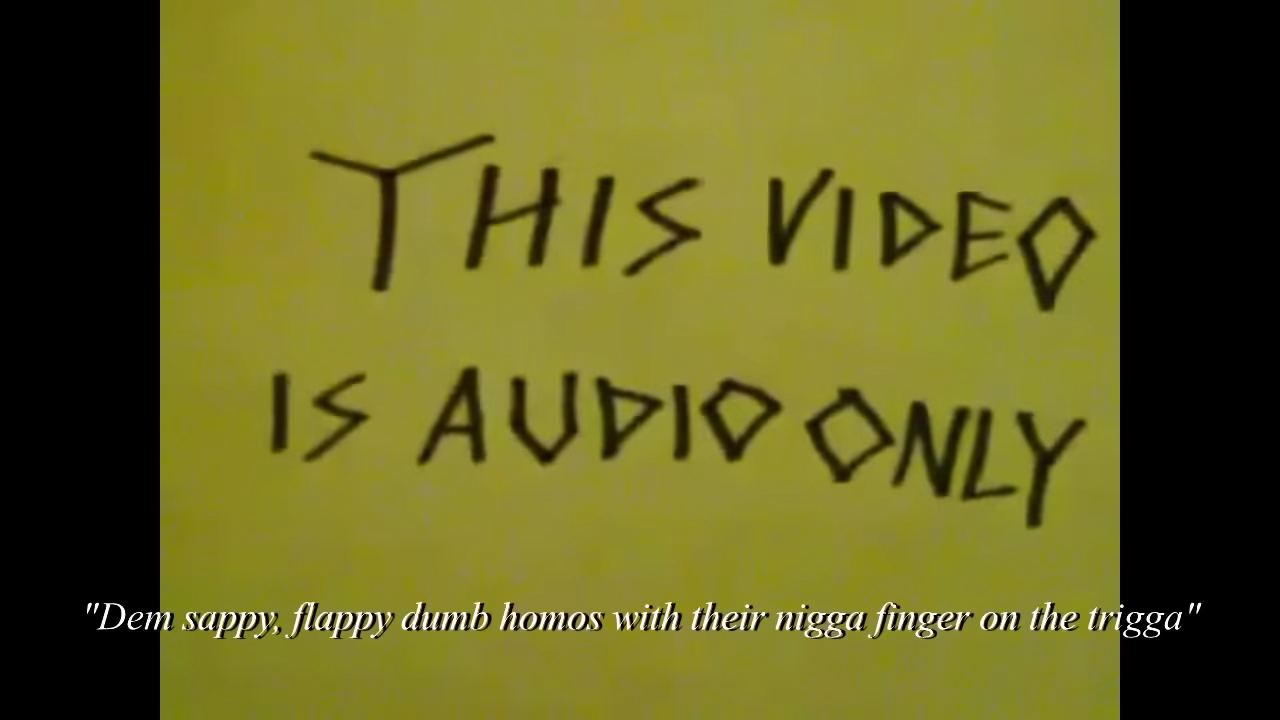 THIS VIDEO
IS AUDIO ONLY
"Dem sappy, flappy dumb homos with their nigga finger on the trigga"